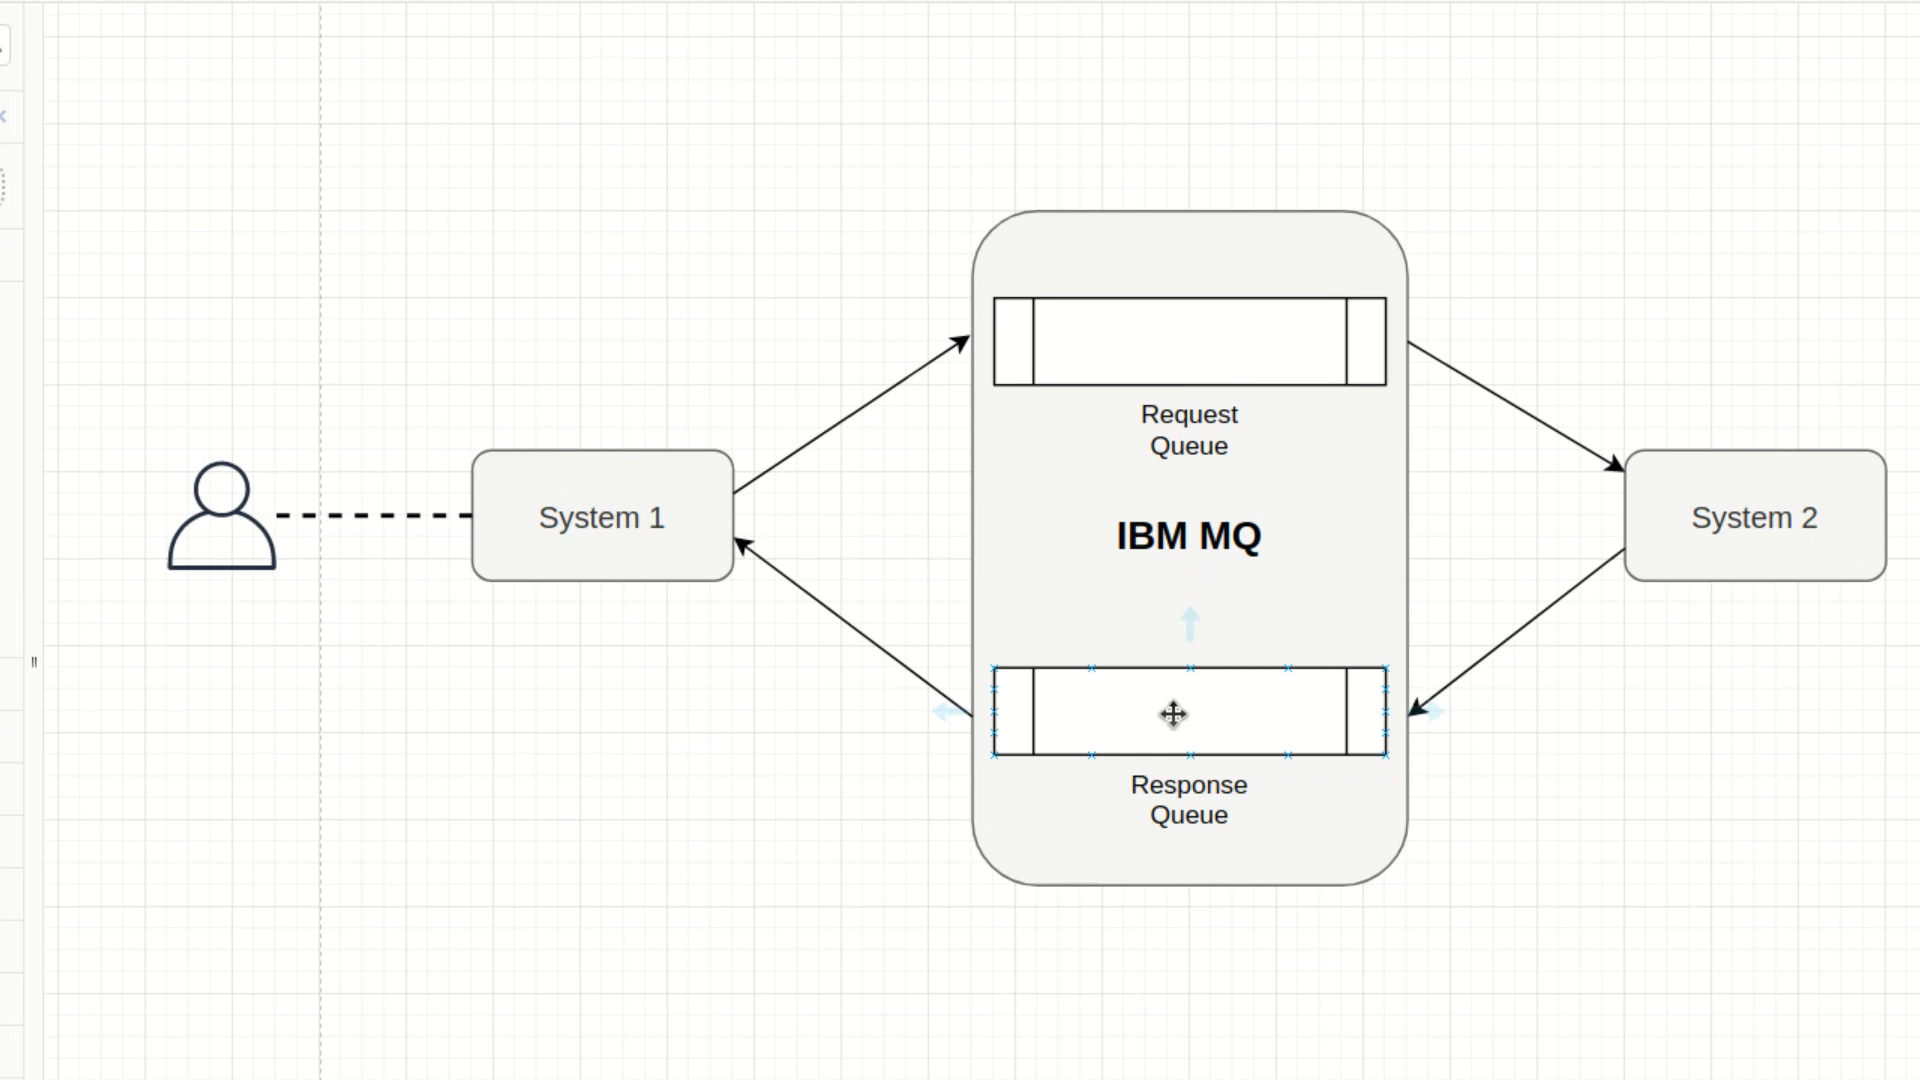 Request
Queue
System 1
IBM MQ
System 2
Response
Queue